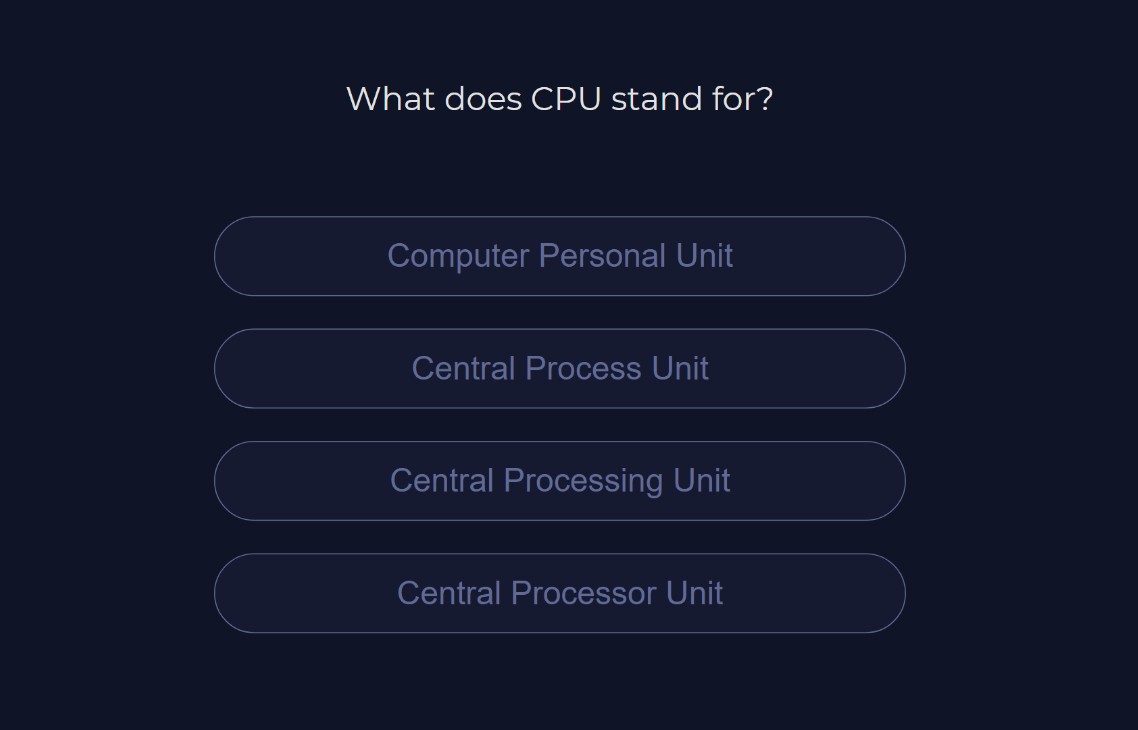 What does CPU stand for?
Computer Personal Unit
Central Process Unit
Central Processing Unit
Central Processor Unit